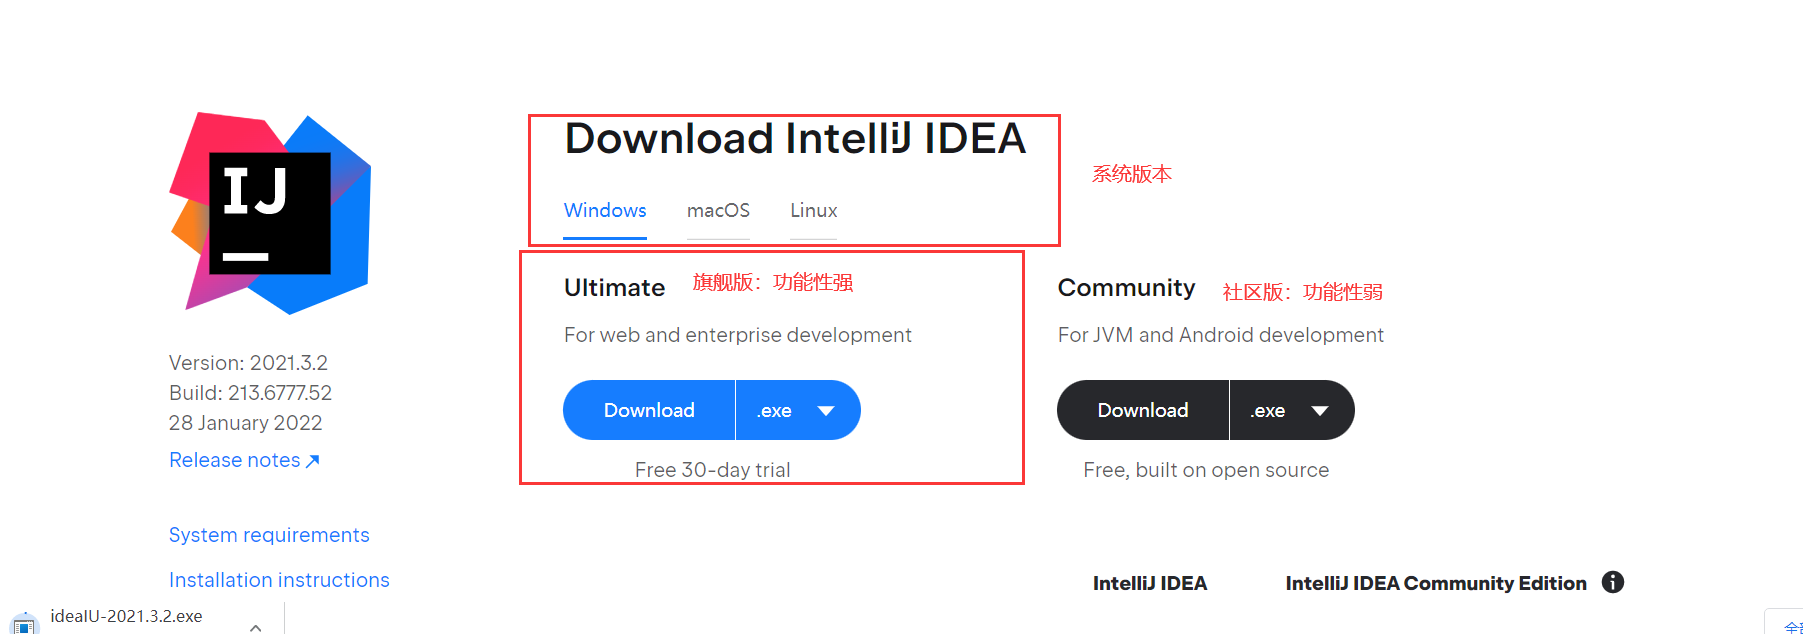 IJ
Download IntelliJ IDEA
系统版本
Windows
macOS
Linux
Ultimate
旗舰版：功能性强
Community
社区版：功能性弱
For web and enterprise development
For JVM and Android development
Version: 2021.3.2
Build: 213.6777.52
28 January 2022
Release notes ↗
Download .exe
Download .exe
Free 30-day trial
Free, built on open source
System requirements
Installation instructions
IntelliJ IDEA
IntelliJ IDEA Community Edition
ideaIU-2021.3.2.exe